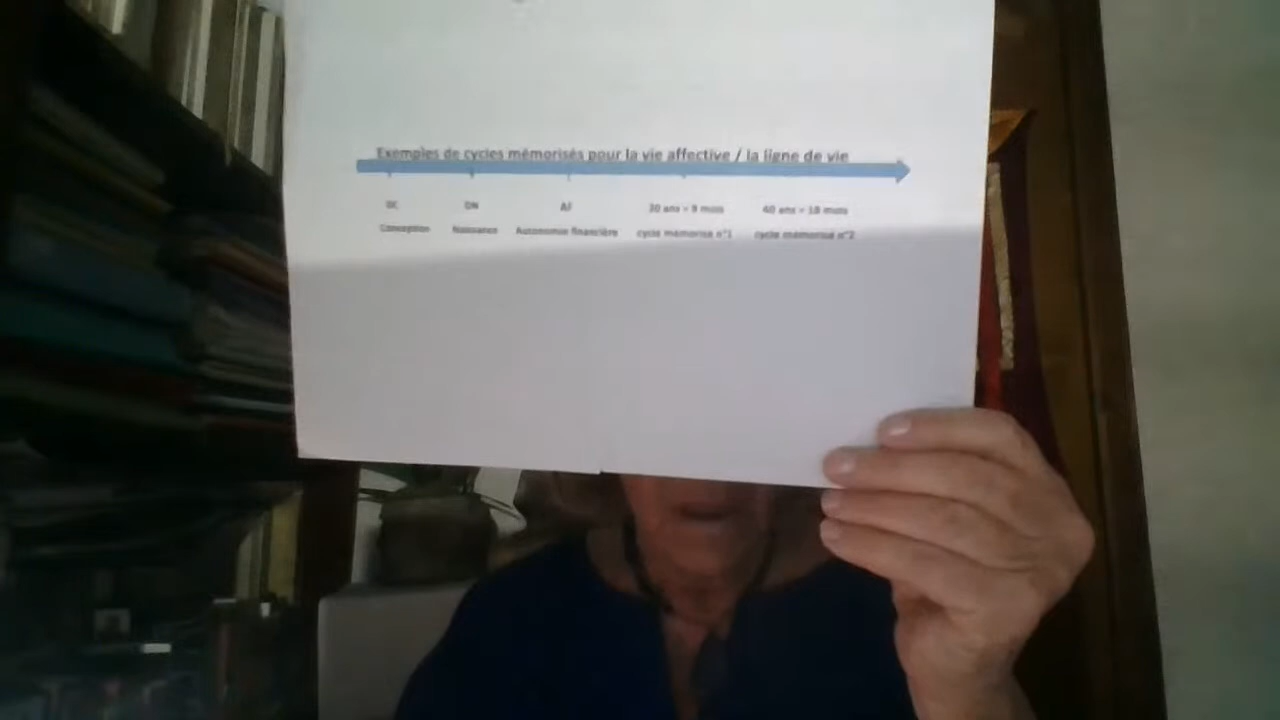 Exemples de cycles mémorisés pour la vie affective / la ligne de vie
DC DN AF 30 ans + 9 mois 40 ans + 18 mois
Conception Naissance Autonomie financière cycle mémorisé n°1 cycle mémorisé n°2